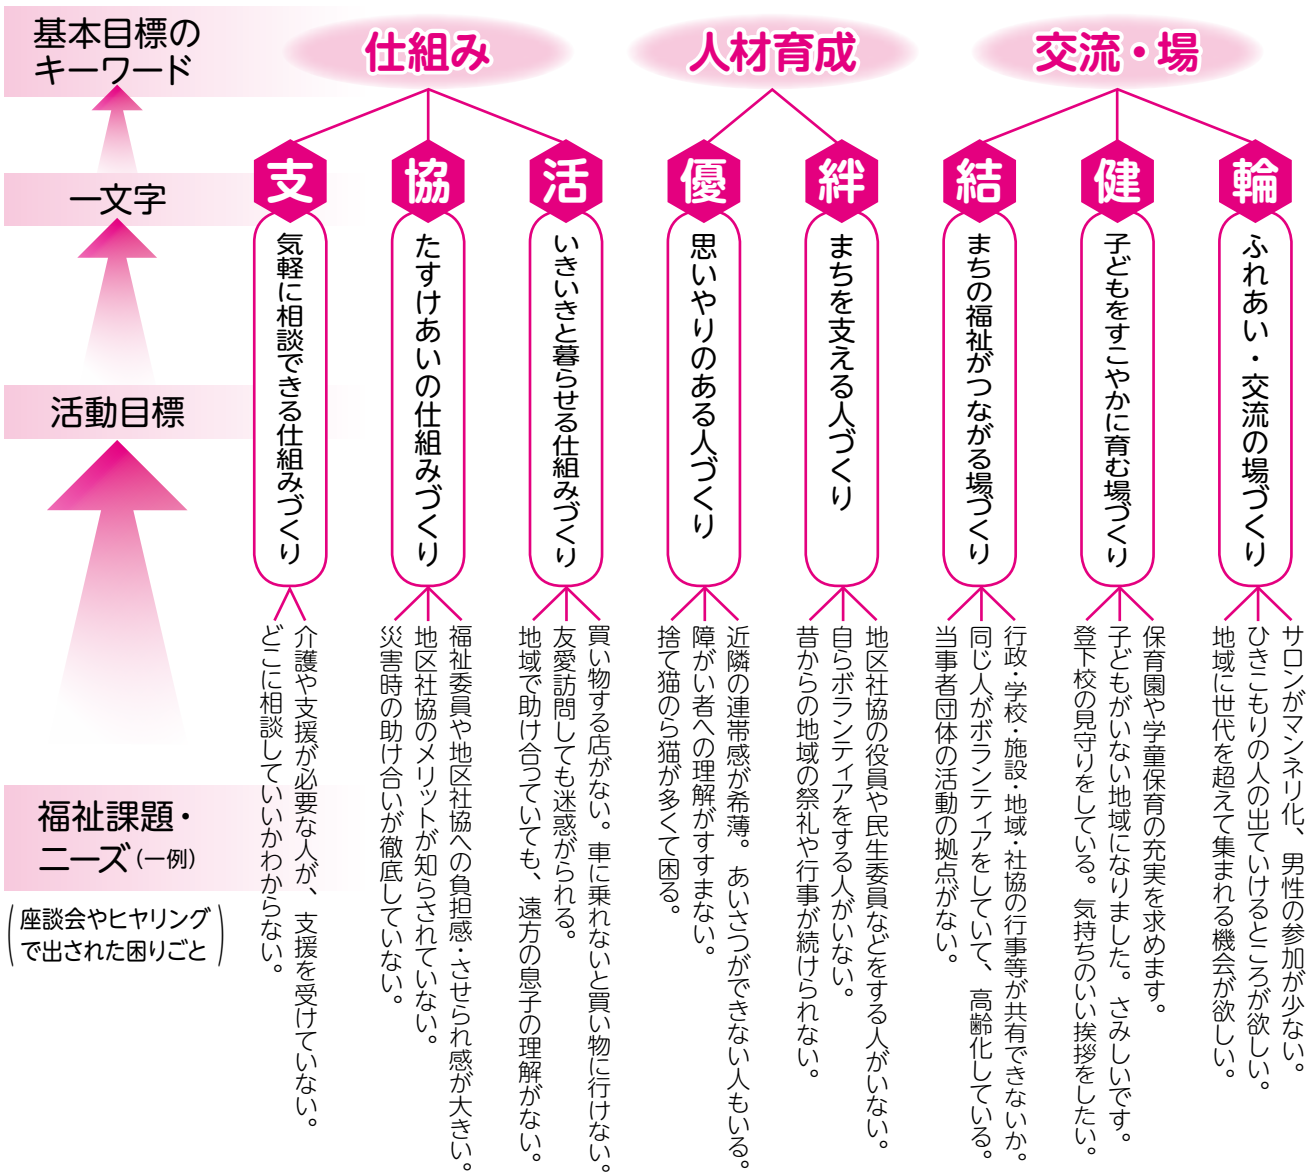 基本目標の
キーワード
仕組み
人材育成
交流・場
一文字
支
協
活
優
絆
結
健
輪
活動目標
気軽に相談できる仕組みづくり
たすけあいの仕組みづくり
いきいきと暮らせる仕組みづくり
思いやりのある人づくり
まちを支える人づくり
まちの福祉がつながる場づくり
子どもをすこやかに育む場づくり
ふれあい・交流の場づくり
福祉課題・
ニーズ(一例)
(座談会やヒヤリング
で出された困りごと)
介護や支援が必要な人が、支援を受けていない。
どこに相談していいかわからない。
福祉委員や地区社協への負担感・させられ感が大きい。
地区社協のメリットが知らされていない。
災害時の助け合いが徹底していない。
買い物する店がない。車に乗れないと買い物に行けない。
友愛訪問しても迷惑がられる。
地域で助け合っていても、遠方の息子の理解がない。
近隣の連帯感が希薄。あいさつができない人もいる。
障がい者への理解がすすまない。
捨て猫のら猫が多くて困る。
地区社協の役員や民生委員などをする人がいない。
自らボランティアをする人がいない。
昔からの地域の祭礼や行事が続けられない。
行政・学校・施設・地域・社協の行事等が共有できないか。
同じ人がボランティアをしていて、高齢化している。
当事者団体の活動の拠点がない。
保育園や学童保育の充実を求めます。
子どもがいない地域になりました。さみしいです。
登下校の見守りをしている。気持ちのいい挨拶をしたい。
サロンがマンネリ化、男性の参加が少ない。
ひきこもりの人の出ていけるところが欲しい。
地域に世代を超えて集まれる機会が欲しい。